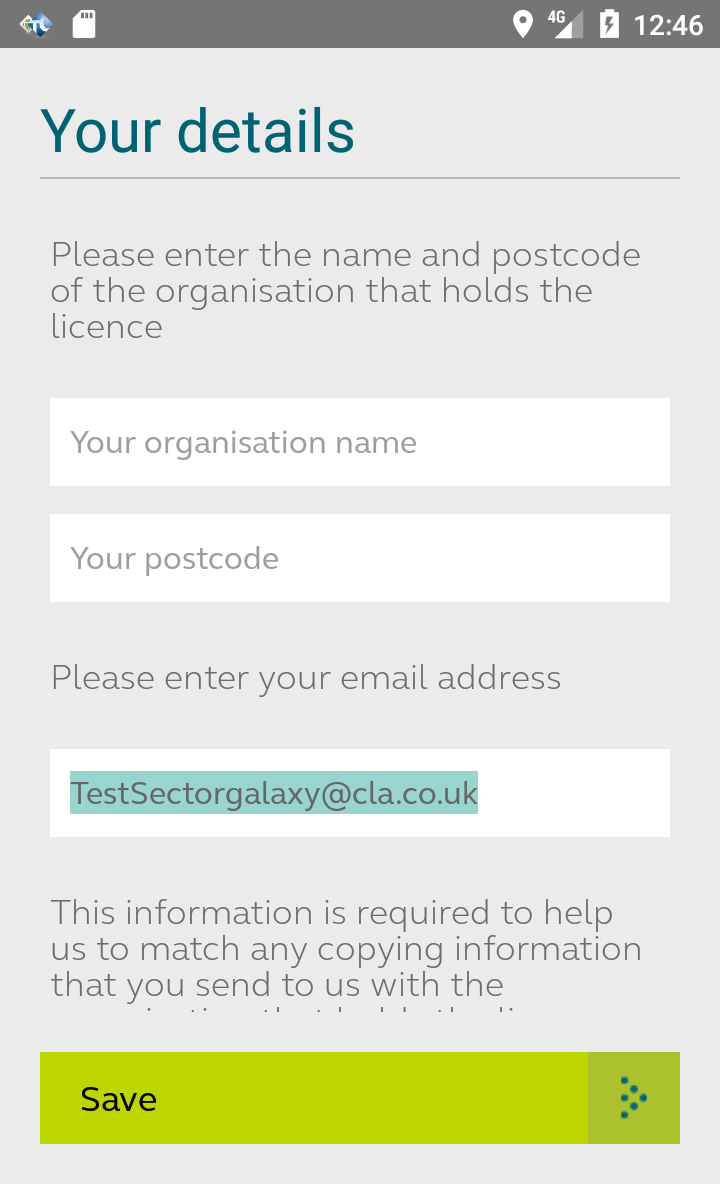 4G 12:46
Your details
Please enter the name and postcode
of the organisation that holds the
licence
Your organisation name
Your postcode
Please enter your email address
TestSectorgalaxy@cla.co.uk
This information is required to help
us to match any copying information
that you send to us with the
Save